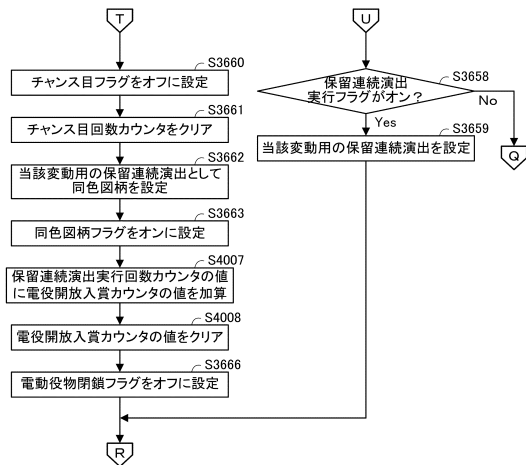 T
S3660
チャンス目フラグをオフに設定
S3661
チャンス目回数カウンタをクリア
S3662
当該変動用の保留連続演出として
同色図柄を設定
S3663
同色図柄フラグをオンに設定
S4007
保留連続演出実行回数カウンタの値
に電役開放入賞カウンタの値を加算
S4008
電役開放入賞カウンタの値をクリア
S3666
電動役物閉鎖フラグをオフに設定
R
U
S3658
保留連続演出
実行フラグがオン?
No
Yes
S3659
当該変動用の保留連続演出を設定
Q